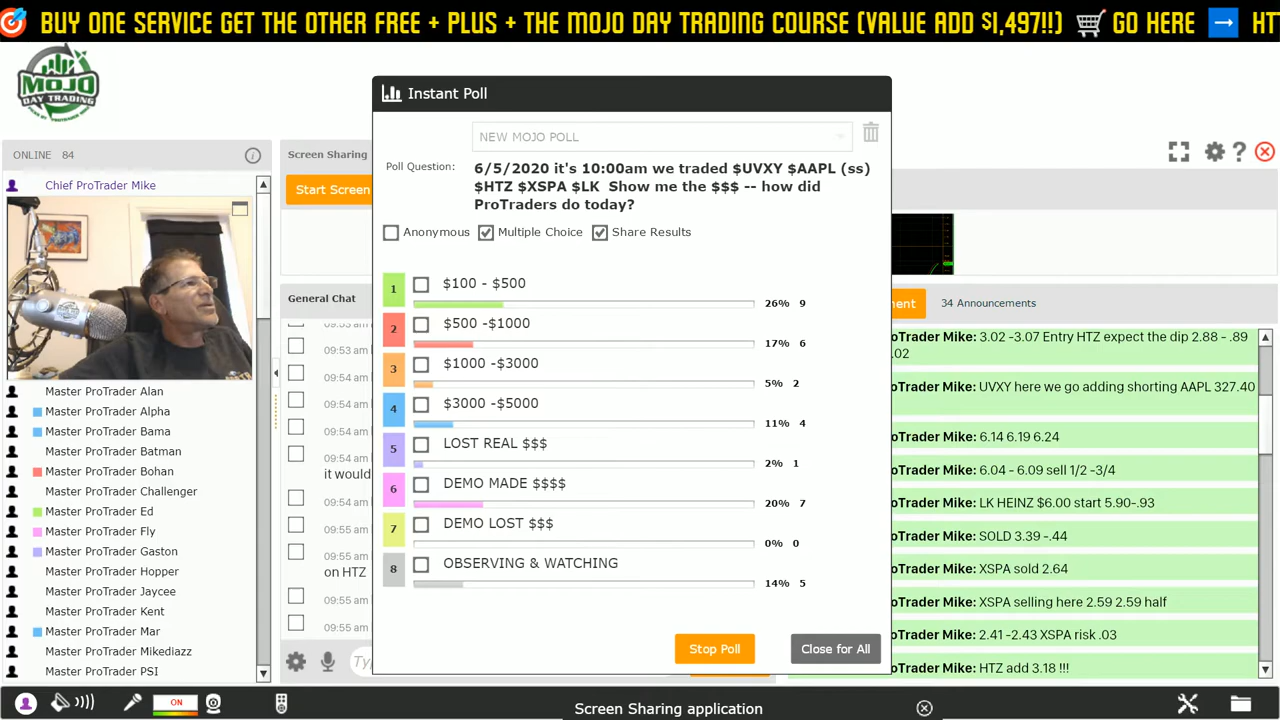 BUY ONE SERVICE GET THE OTHER FREE + PLUS + THE MOJO DAY TRADING COURSE (VALUE ADD $1,497!!) GO HERE HT
MOJO
DAY TRADING
ONLINE 84
Chief ProTrader Mike
Master ProTrader Alan
Master ProTrader Alpha
Master ProTrader Bama
Master ProTrader Batman
Master ProTrader Bohan
Master ProTrader Challenger
Master ProTrader Ed
Master ProTrader Fly
Master ProTrader Gaston
Master ProTrader Hopper
Master ProTrader Jaycee
Master ProTrader Kent
Master ProTrader Mar
Master ProTrader Mikediazz
Master ProTrader PSI
Screen Sharing
Start Screen
General Chat
09:53 am
09:53 am
09:54 am
09:54 am
09:54 am
09:54 am
it would
09:54 am
09:55 am
09:55 am
on HTZ
09:55 am
09:55 am
Instant Poll
NEW MOJO POLL
Poll Question:
6/5/2020 it's 10:00am we traded $UVXY $AAPL (ss)
$HTZ $XSPA $LK Show me the $$$ -- how did
ProTraders do today?
Anonymous Multiple Choice Share Results
1 $100 - $500
26% 9
2 $500 -$1000
17% 6
3 $1000 -$3000
5% 2
4 $3000 -$5000
11% 4
5 LOST REAL $$$
2% 1
6 DEMO MADE $$$$
20% 7
7 DEMO LOST $$$
0% 0
8 OBSERVING & WATCHING
14% 5
Stop Poll
Close for All
ment
34 Announcements
oTrader Mike: 3.02 -3.07 Entry HTZ expect the dip 2.88 - .89
.02
oTrader Mike: UVXY here we go adding shorting AAPL 327.40
oTrader Mike: 6.14 6.19 6.24
oTrader Mike: 6.04 - 6.09 sell 1/2 -3/4
oTrader Mike: LK HEINZ $6.00 start 5.90-.93
oTrader Mike: SOLD 3.39 -.44
oTrader Mike: XSPA sold 2.64
oTrader Mike: XSPA selling here 2.59 2.59 half
oTrader Mike: 2.41 -2.43 XSPA risk .03
oTrader Mike: HTZ add 3.18 !!!
ON
Screen Sharing application